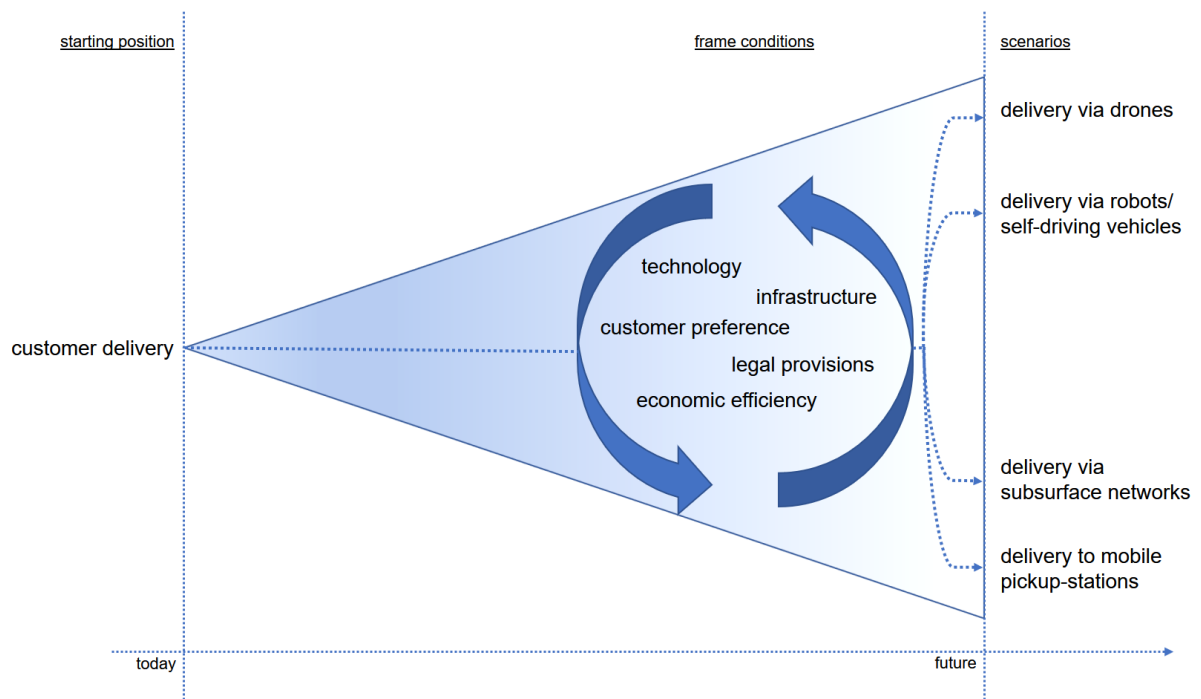 starting position
frame conditions
scenarios
delivery via drones
delivery via robots/
self-driving vehicles
technology
infrastructure
customer preference
customer delivery
legal provisions
economic efficiency
delivery via
subsurface networks
delivery to mobile
pickup-stations
today
future